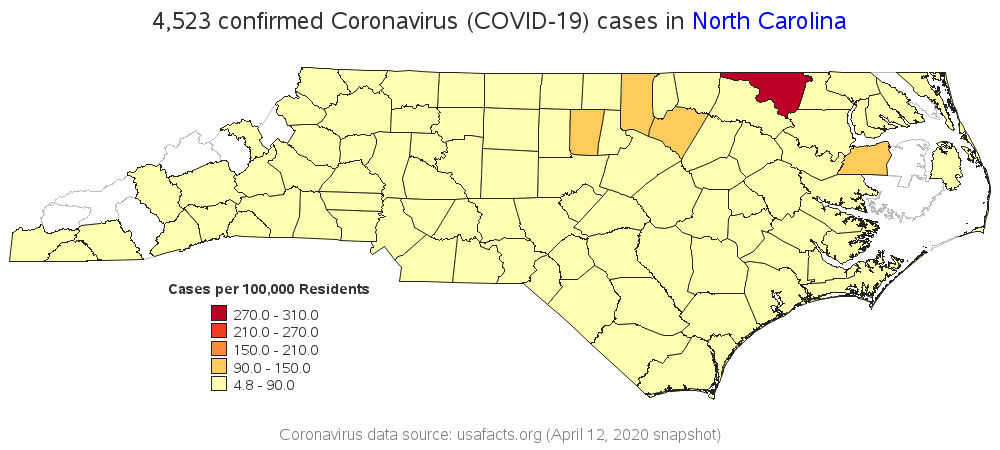 4,523 confirmed Coronavirus (COVID-19) cases in North Carolina
Cases per 100,000 Residents
270.0 - 310.0
210.0 - 270.0
150.0 - 210.0
90.0 - 150.0
4.8 - 90.0
Coronavirus data source: usafacts.org (April 12, 2020 snapshot)